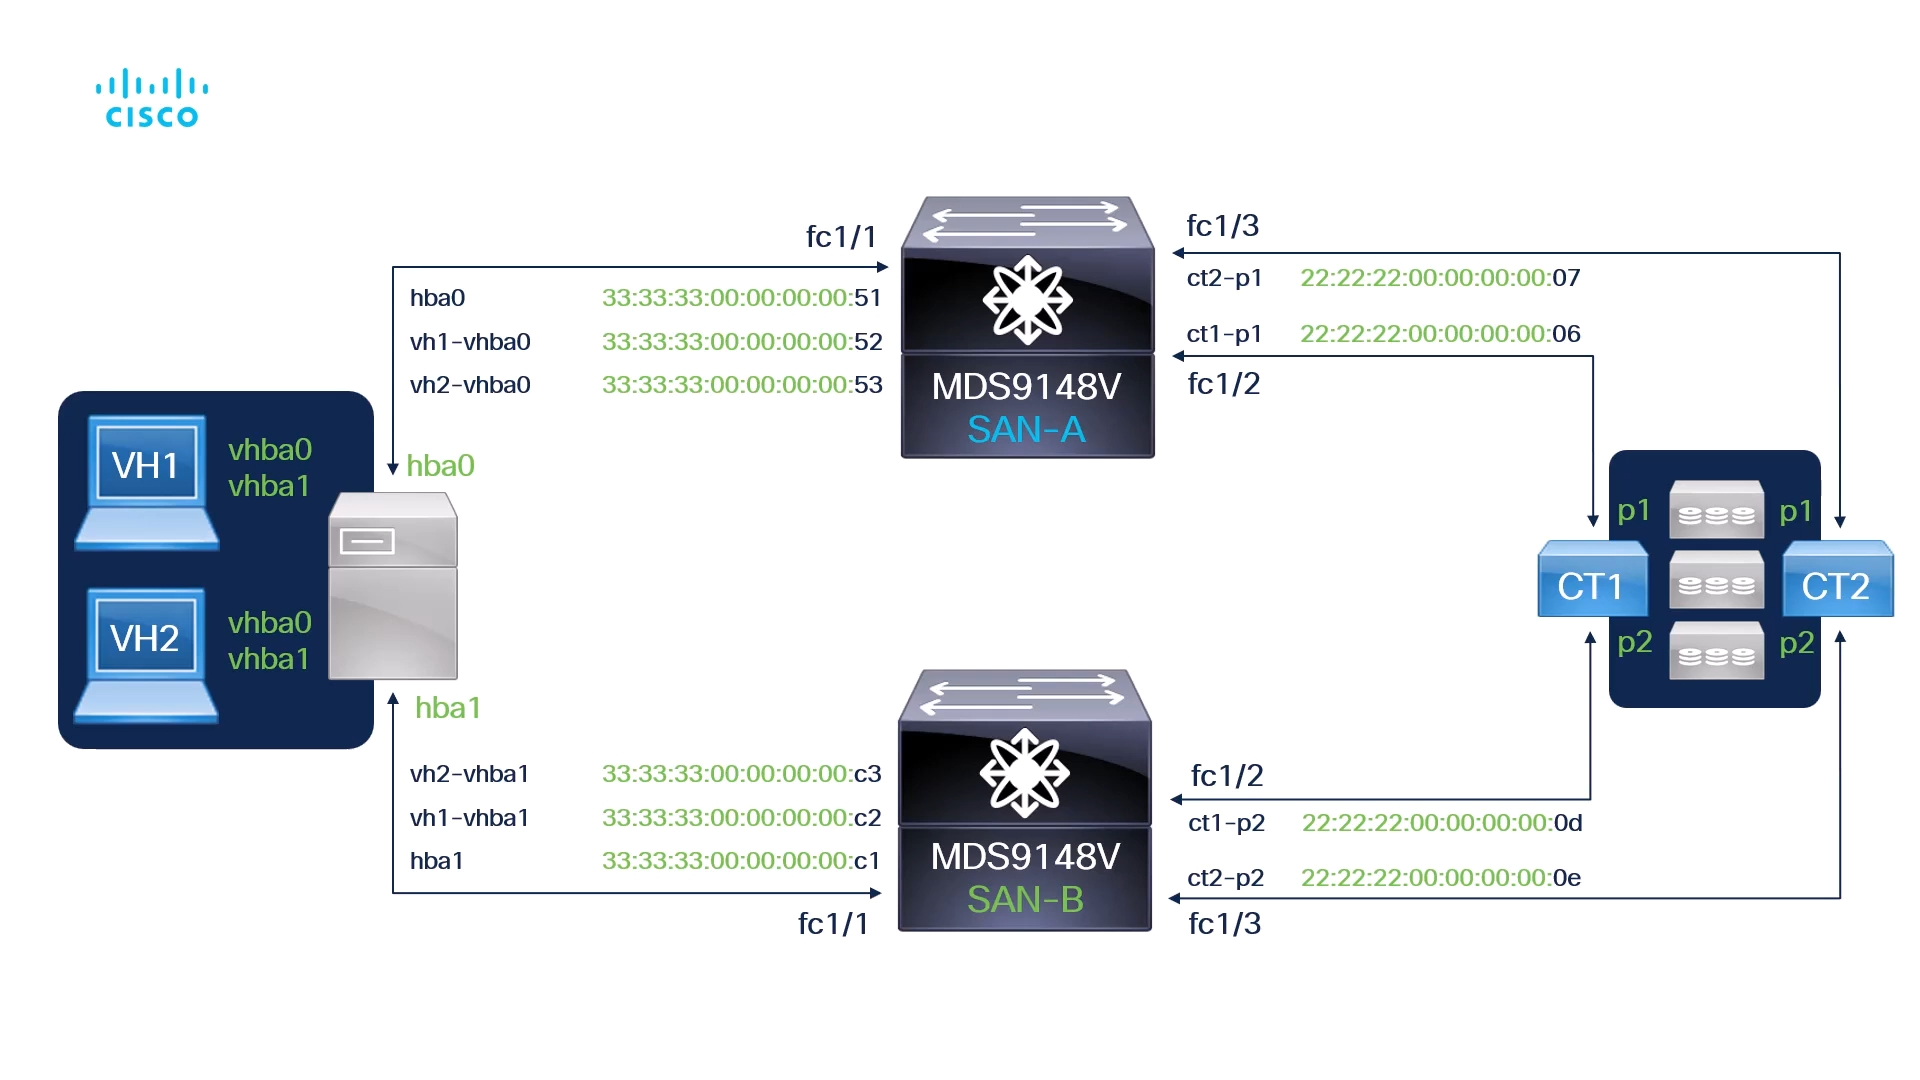 CISCO
fc1/1
hba0 33:33:33:00:00:00:00:51
vh1-vhba0 33:33:33:00:00:00:00:52
vh2-vhba0 33:33:33:00:00:00:00:53
hba0
VH1
vhba0
vhba1
VH2
vhba0
vhba1
hba1
vh2-vhba1 33:33:33:00:00:00:00:c3
vh1-vhba1 33:33:33:00:00:00:00:c2
hba1 33:33:33:00:00:00:00:c1
fc1/1
MDS9148V
SAN-A
MDS9148V
SAN-B
fc1/3
ct2-p1 22:22:22:00:00:00:00:07
ct1-p1 22:22:22:00:00:00:00:06
fc1/2
p1 p1
CT1 CT2
p2 p2
fc1/2
ct1-p2 22:22:22:00:00:00:00:0d
ct2-p2 22:22:22:00:00:00:00:0e
fc1/3